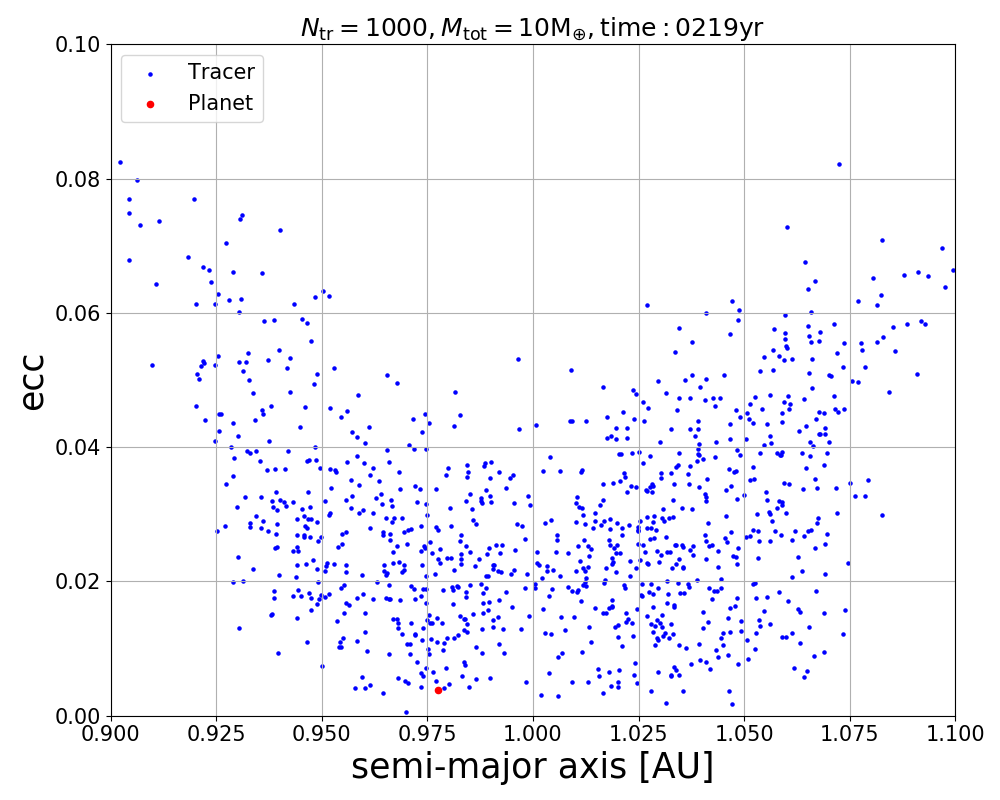 N_tr = 1000, M_tot = 10M_⊕, time : 0219yr
0.10
Tracer
Planet
0.08
0.06
0.04
0.02
0.00
ecc
0.900 0.925 0.950 0.975 1.000 1.025 1.050 1.075 1.100
semi-major axis [AU]